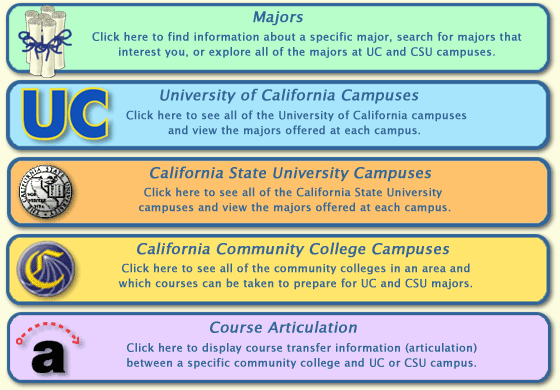 Majors
Click here to find information about a specific major, search for majors that
interest you, or explore all of the majors at UC and CSU campuses.
UC
University of California Campuses
Click here to see all of the University of California campuses
and view the majors offered at each campus.
California State University Campuses
Click here to see all of the California State University
campuses and view the majors offered at each campus.
California Community College Campuses
Click here to see all of the community colleges in an area and
which courses can be taken to prepare for UC and CSU majors.
a
Course Articulation
Click here to display course transfer information (articulation)
between a specific community college and UC or CSU campus.